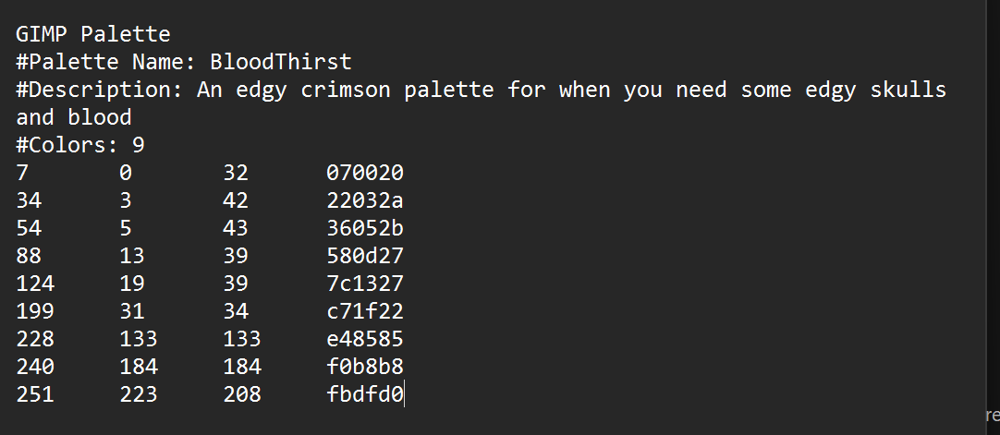 GIMP Palette
#Palette Name: BloodThirst
#Description: An edgy crimson palette for when you need some edgy skulls
and blood
#Colors: 9
7 0 32 070020
34 3 42 22032a
54 5 43 36052b
88 13 39 580d27
124 19 39 7c1327
199 31 34 c71f22
228 133 133 e48585
240 184 184 f0b8b8
251 223 208 fbdfd0
re